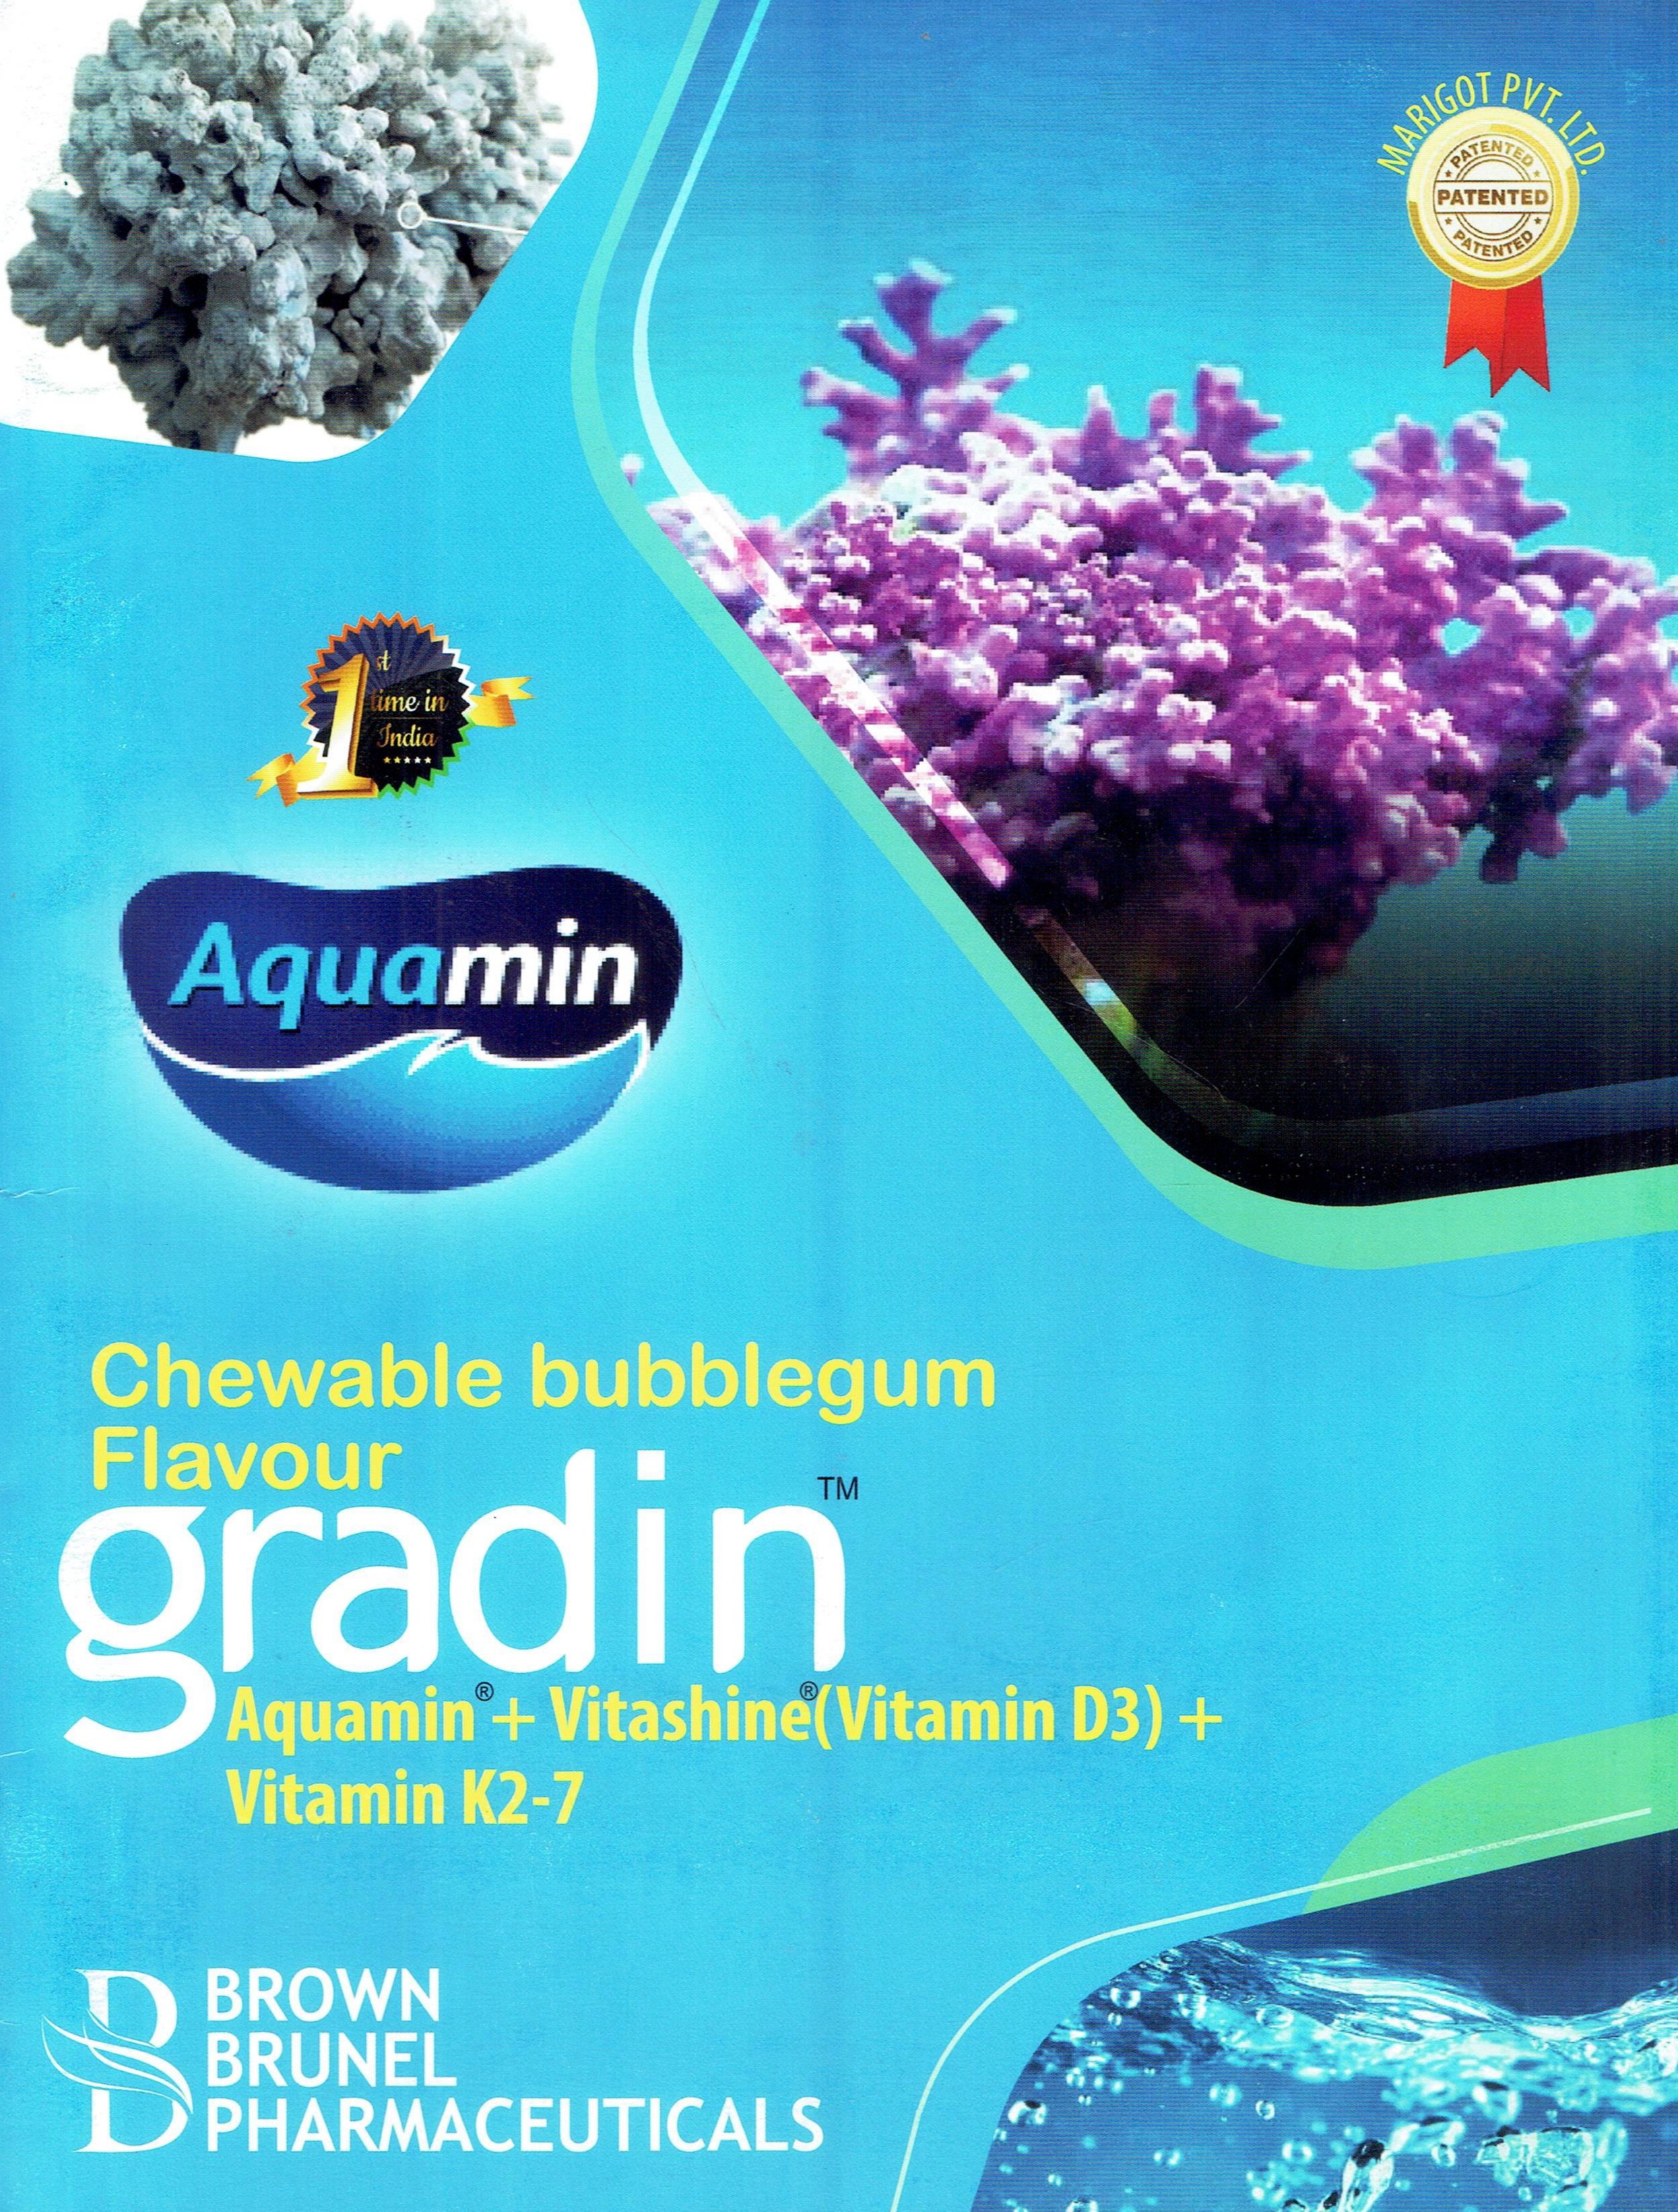 MARIGOT PVT. LTD.
PATENTED
PATENTED
PATENTED
1st
time in
India
Aquamin
Chewable bubblegum
Flavour
gradin™
Aquamin®+ Vitashine®(Vitamin D3) +
Vitamin K2-7
B BROWN
BRUNEL
PHARMACEUTICALS